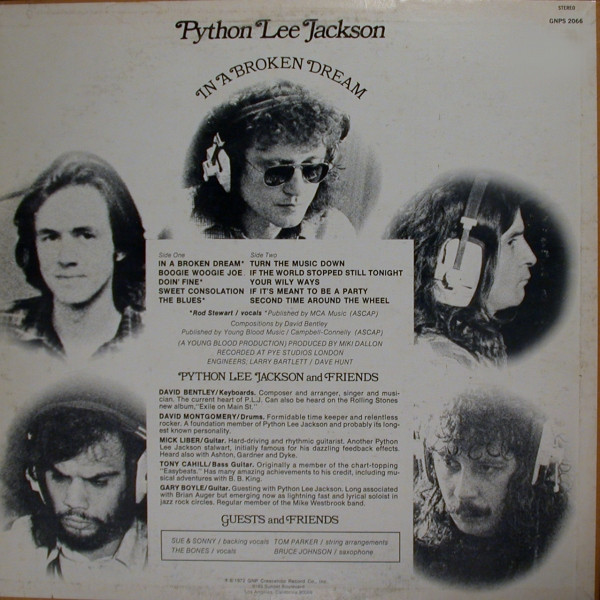 STEREO
GNPS 2066
Python Lee Jackson
IN A BROKEN DREAM
Side One
IN A BROKEN DREAM*
BOOGIE WOOGIE JOE
DOIN' FINE*
SWEET CONSOLATION
THE BLUES*
Side Two
TURN THE MUSIC DOWN
IF THE WORLD STOPPED STILL TONIGHT
YOUR WILY WAYS
IF IT'S MEANT TO BE A PARTY
SECOND TIME AROUND THE WHEEL
*Rod Stewart / vocals *Published by MCA Music (ASCAP)
Compositions by David Bentley
Published by Young Blood Music / Campbell-Connelly (ASCAP)
(A YOUNG BLOOD PRODUCTION) PRODUCED BY MIKI DALLON
RECORDED AT PYE STUDIOS LONDON
ENGINEERS, LARRY BARTLETT / DAVE HUNT
PYTHON LEE JACKSON and FRIENDS
DAVID BENTLEY/Keyboards. Composer and arranger, singer and musi-
cian, The current heart of P.L.J. Can also be heard on the Rolling Stones
new album,"Exile on Main St."
DAVID MONTGOMERY/Drums. Formidable time keeper and relentless
rocker. A foundation member of Python Lee Jackson and probably its long-
est known personality.
MICK LIBER/Guitar. Hard-driving and rhythmic guitarist. Another Python
Lee Jackson stalwart, initially famous for his dazzling feedback effects.
Heard also with Ashton, Gardner and Dyke.
TONY CAHILL/Bass Guitar. Originally a member of the chart-topping
"Easybeats." Has many amazing achievements to his credit, including mu-
sical adventures with B. B. King.
GARY BOYLE/Guitar. Guesting with Python Lee Jackson. Long associated
with Brian Auger but emerging now as lightning fast and lyrical soloist in
jazz rock circles. Regular member of the Mike Westbrook band.
GUESTS and FRIENDS
SUE & SONNY / backing vocals TOM PARKER / string arrangements
THE BONES / vocals BRUCE JOHNSON / saxophone
1972 GNP Crescendo Record Co., Inc.
Sunset Boulevard
Los Angeles, California